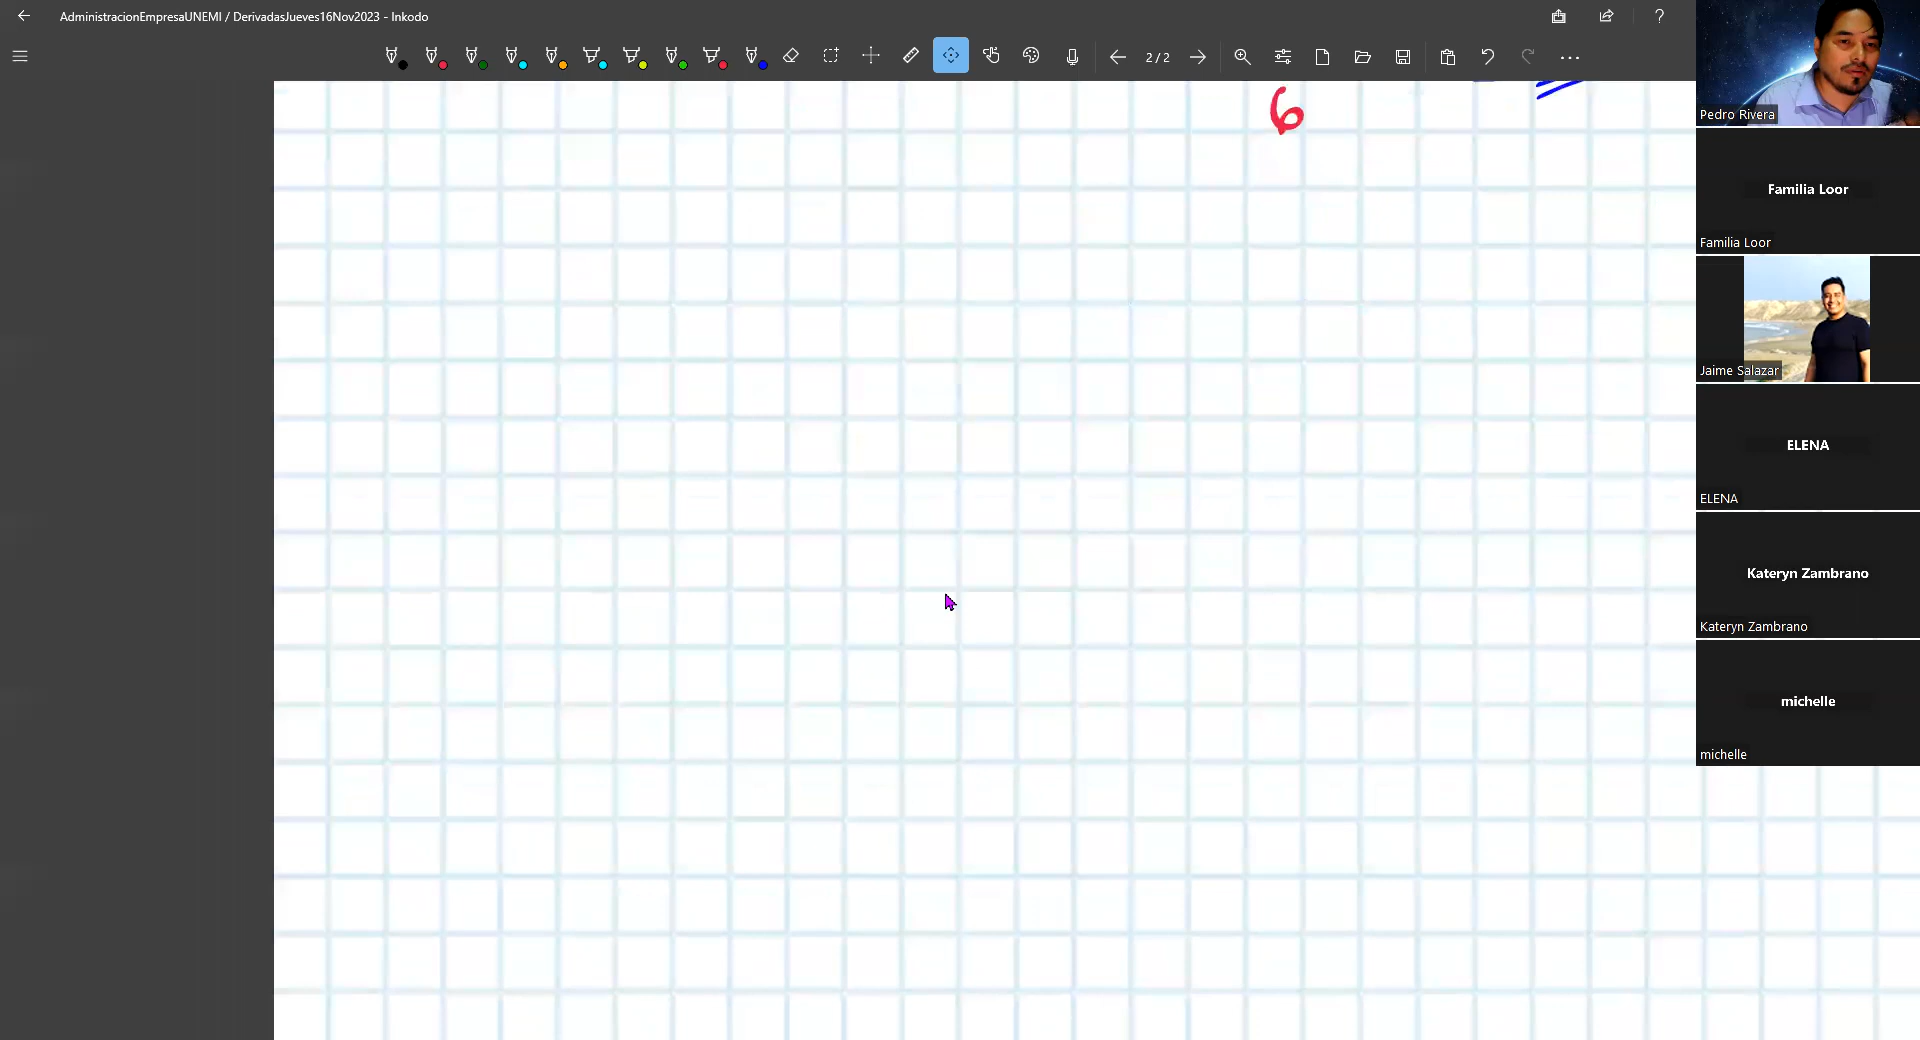 AdministracionEmpresaUNEMI / DerivadasJueves16Nov2023 - Inkodo
?
2 / 2
6
Pedro Rivera
Familia Loor
Familia Loor
Jaime Salazar
ELENA
ELENA
Kateryn Zambrano
Kateryn Zambrano
michelle
michelle